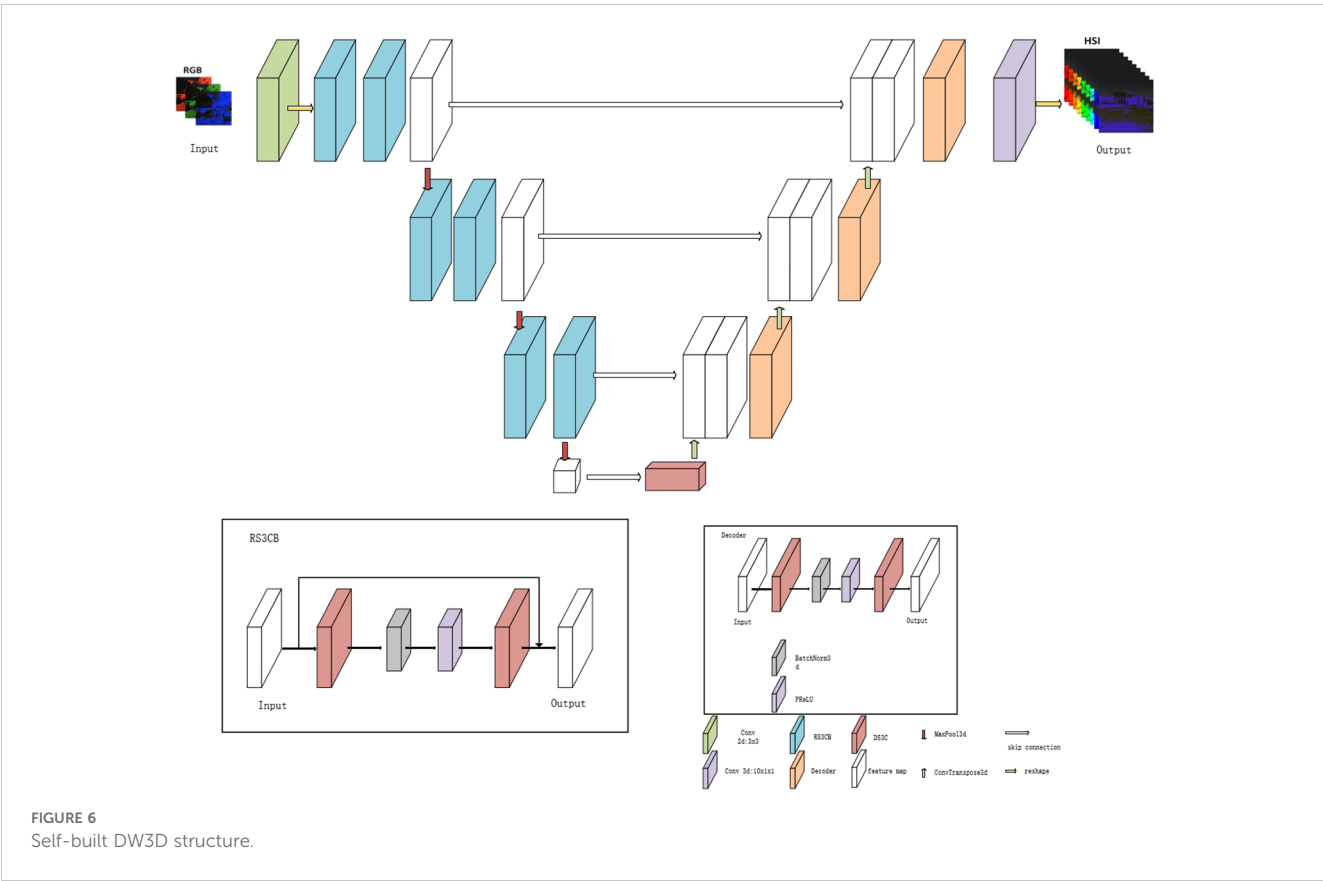 RGB
Input
HSI
Output
RS3CB
Input
Output
Decoder
Input
Output
BatchNorm3
d
PReLU
Conv
2d:3x3
RS3CB
DS3C
MaxPool3d
skip connection
Conv 3d:10x1x1
Decoder
feature map
ConvTranspose3d
reshape
FIGURE 6
Self-built DW3D structure.